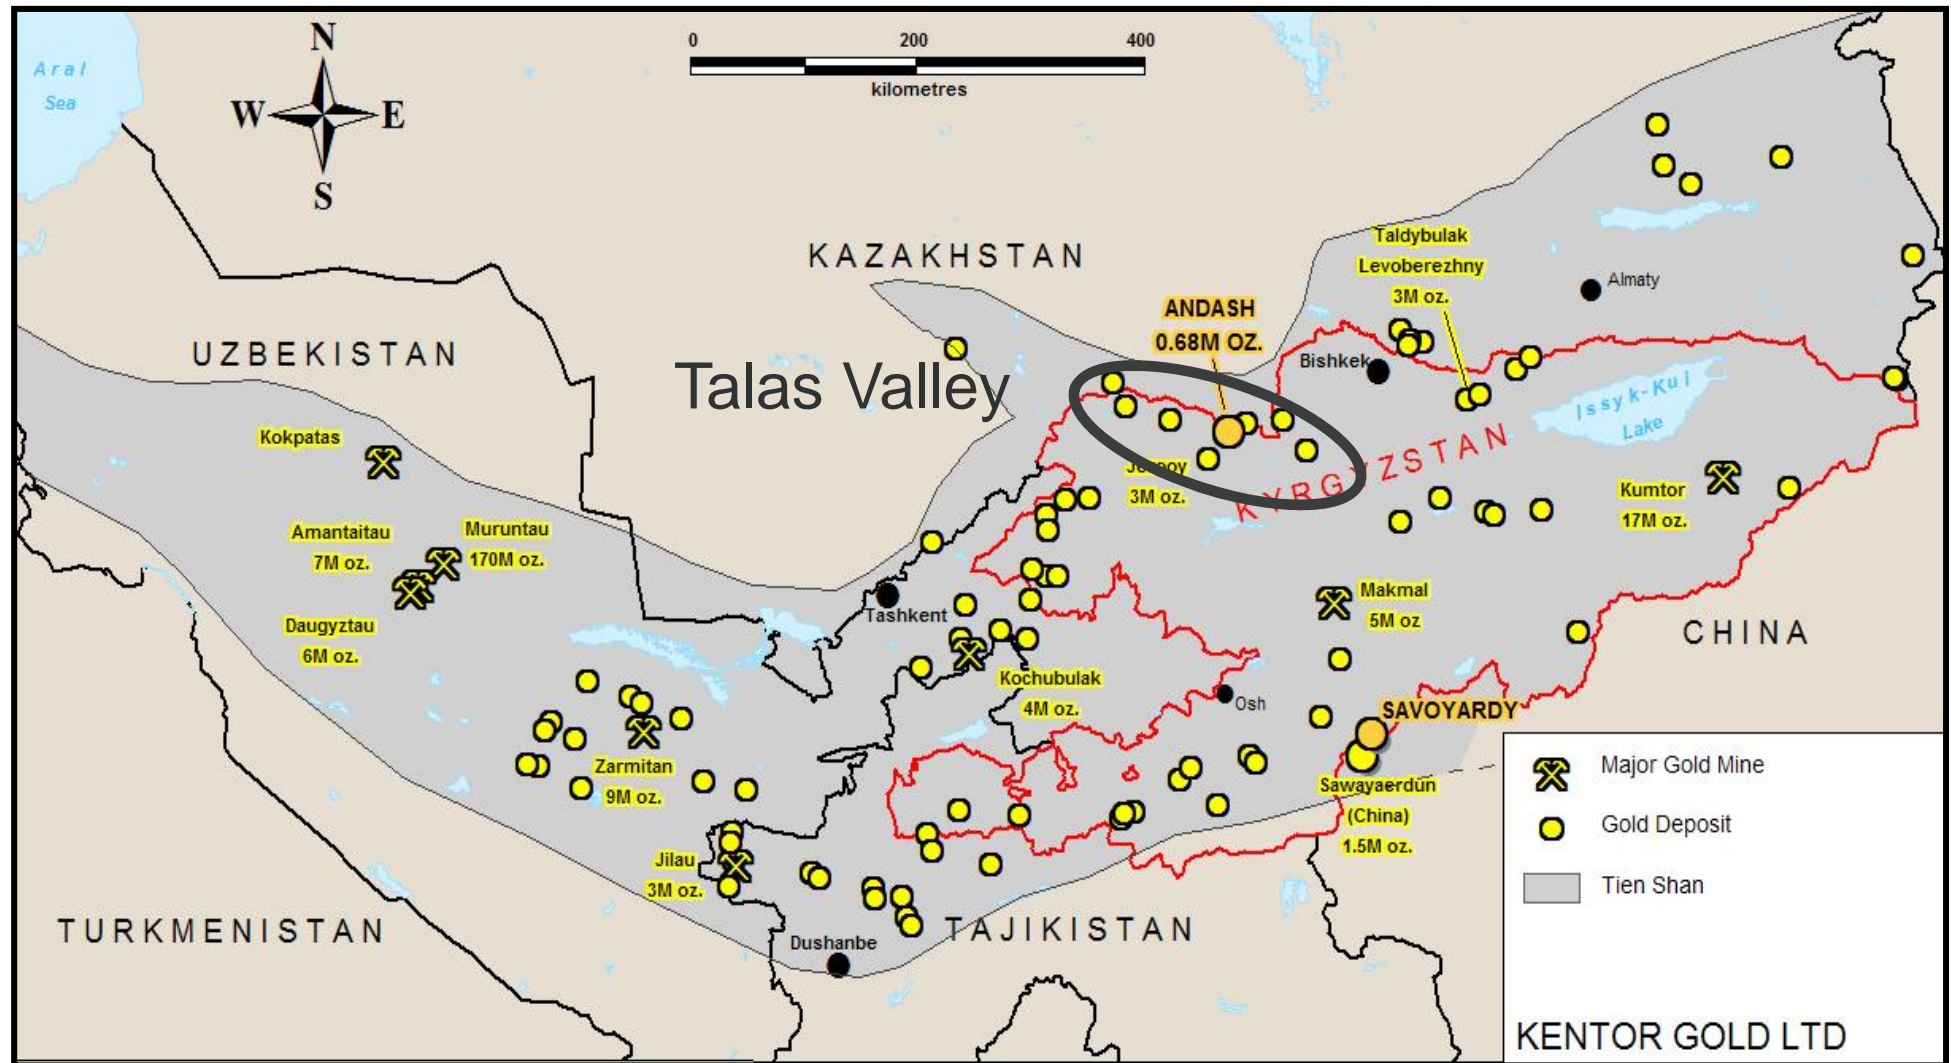 N
W E
S
0 200 400
kilometres
Aral
Sea
KAZAKHSTAN
UZBEKISTAN
Talas Valley
ANDASH
0.68M OZ.
Taldybulak
Levoberezhny
3M oz.
Almaty
Bishkek
Issyk-Kul
Lake
KYRGYZSTAN
3M oz.
Kumtor
17M oz.
Kokpatas
Amantaitau
7M oz.
Muruntau
170M oz.
Daugyztau
6M oz.
Tashkent
Makmal
5M oz
CHINA
Kochubulak
4M oz.
Osh
SAVOYARDY
Zarmitan
9M oz.
Sawayaerdun
(China)
1.5M oz.
Jilau
3M oz.
TURKMENISTAN
Dushanbe
TAJIKISTAN
Major Gold Mine
Gold Deposit
Tien Shan
KENTOR GOLD LTD